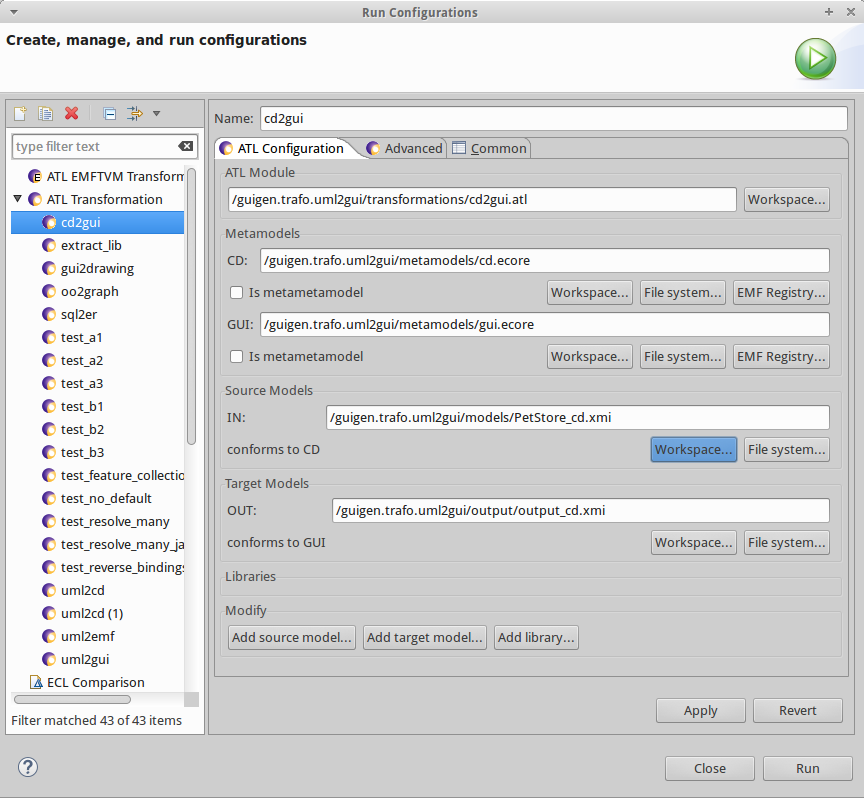 Run Configurations
Create, manage, and run configurations
type filter text
ATL EMFTVM Transform
ATL Transformation
cd2gui
extract_lib
gui2drawing
oo2graph
sql2er
test_a1
test_a2
test_a3
test_b1
test_b2
test_b3
test_feature_collectio
test_no_default
test_resolve_many
test_resolve_many_ja
test_reverse_bindings
uml2cd
uml2cd (1)
uml2emf
uml2gui
ECL Comparison
Filter matched 43 of 43 items
Name: cd2gui
ATL Configuration Advanced Common
ATL Module
/guigen.trafo.uml2gui/transformations/cd2gui.atl Workspace...
Metamodels
CD: /guigen.trafo.uml2gui/metamodels/cd.ecore
Is metametamodel Workspace... File system... EMF Registry...
GUI: /guigen.trafo.uml2gui/metamodels/gui.ecore
Is metametamodel Workspace... File system... EMF Registry...
Source Models
IN: /guigen.trafo.uml2gui/models/PetStore_cd.xmi
conforms to CD Workspace... File system...
Target Models
OUT: /guigen.trafo.uml2gui/output/output_cd.xmi
conforms to GUI Workspace... File system...
Libraries
Modify
Add source model... Add target model... Add library...
Apply Revert
? Close Run